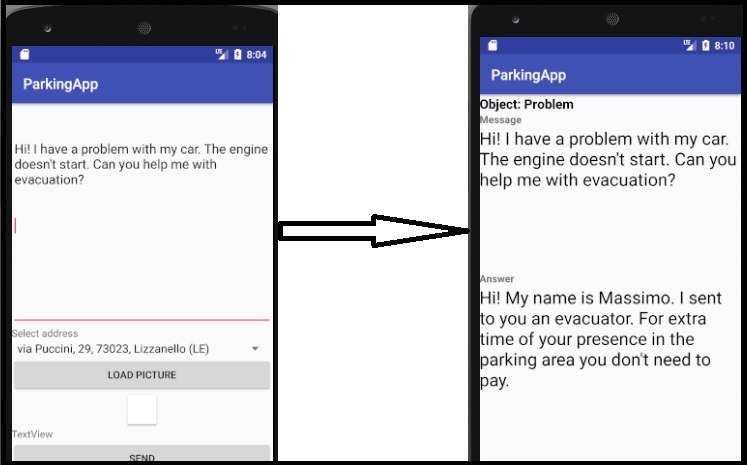 8:04
ParkingApp
Hi! I have a problem with my car. The engine
doesn't start. Can you help me with
evacuation?
Select address
via Puccini, 29, 73023, Lizzanello (LE)
LOAD PICTURE
TextView
SEND
LTE 8:10
ParkingApp
Object: Problem
Message
Hi! I have a problem with my car.
The engine doesn't start. Can you
help me with evacuation?
Answer
Hi! My name is Massimo. I sent
to you an evacuator. For extra
time of your presence in the
parking area you don't need to
pay.